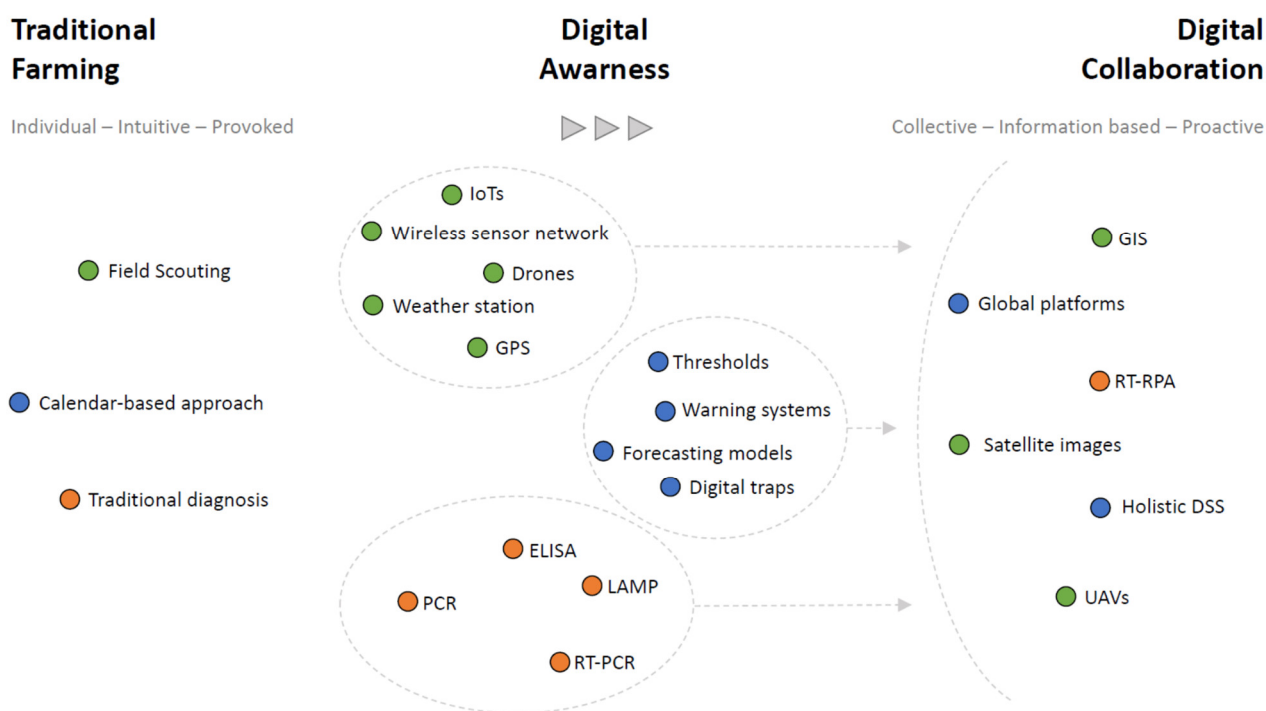 Traditional
Farming
Digital
Awarness
Digital
Collaboration
Individual – Intuitive – Provoked
Collective – Information based – Proactive
Field Scouting
Calendar-based approach
Traditional diagnosis
IoTs
Wireless sensor network
Drones
Weather station
GPS
Thresholds
Warning systems
Forecasting models
Digital traps
ELISA
LAMP
PCR
RT-PCR
GIS
Global platforms
RT-RPA
Satellite images
Holistic DSS
UAVs